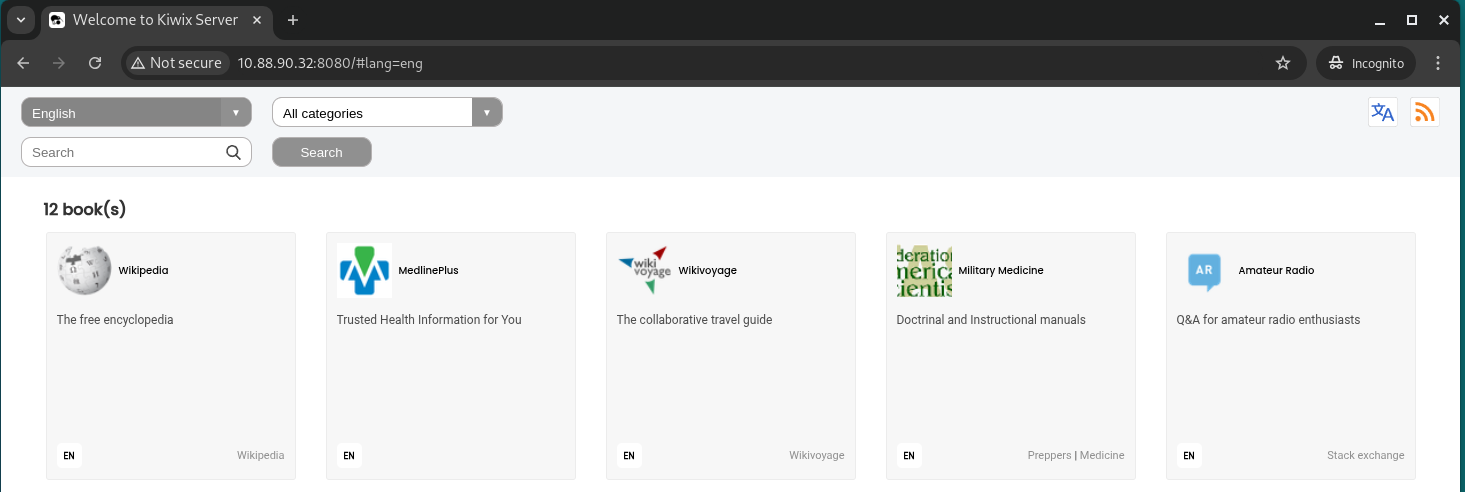 Welcome to Kiwix Server
Not secure 10.88.90.32:8080/#lang=eng
Incognito
English
All categories
Search
Search
12 book(s)
Wikipedia
The free encyclopedia
EN
Wikipedia
MedlinePlus
Trusted Health Information for You
EN
wiki
voyage
Wikivoyage
The collaborative travel guide
EN
Wikivoyage
deration
merica
ientis
Military Medicine
Doctrinal and Instructional manuals
EN
Preppers | Medicine
AR
Amateur Radio
Q&A for amateur radio enthusiasts
EN
Stack exchange